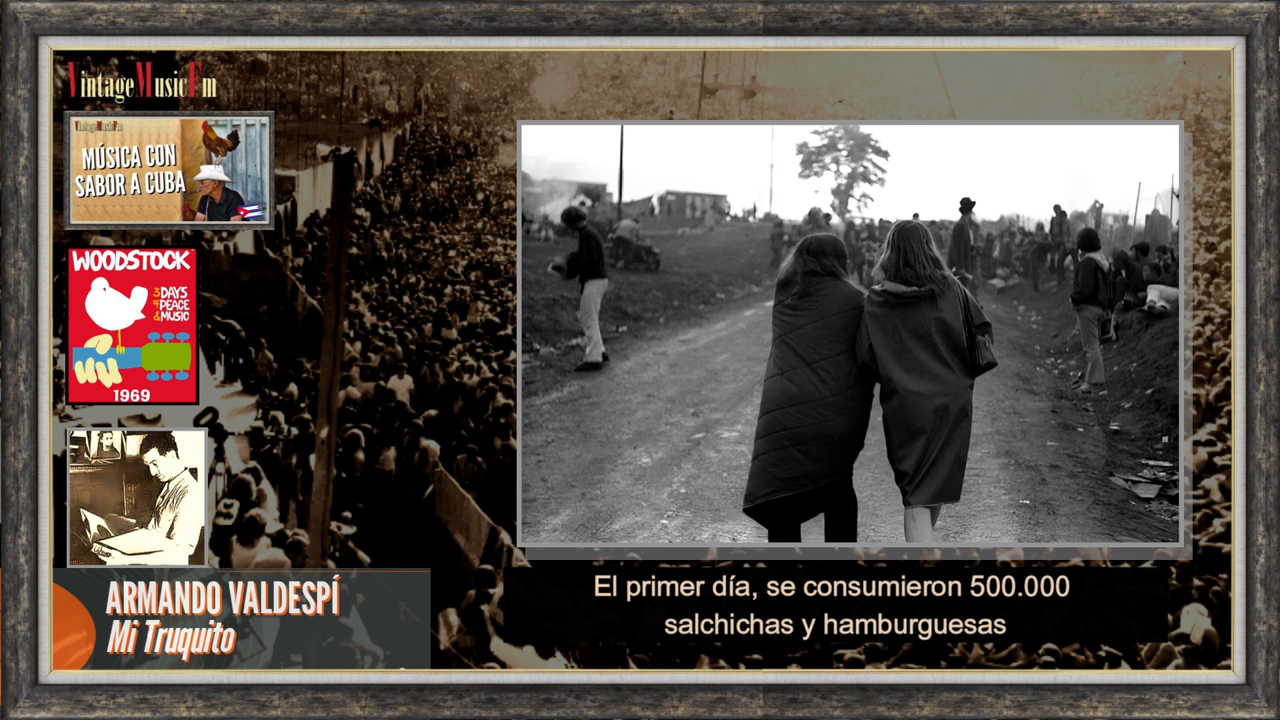 VintageMusicFm
VintageMusicFm
MÚSICA CON
SABOR A CUBA
WOODSTOCK
3 DAYS
of PEACE
& MUSIC
1969
ARMANDO VALDESPÍ
Mi Truquito
El primer día, se consumieron 500.000
salchichas y hamburguesas